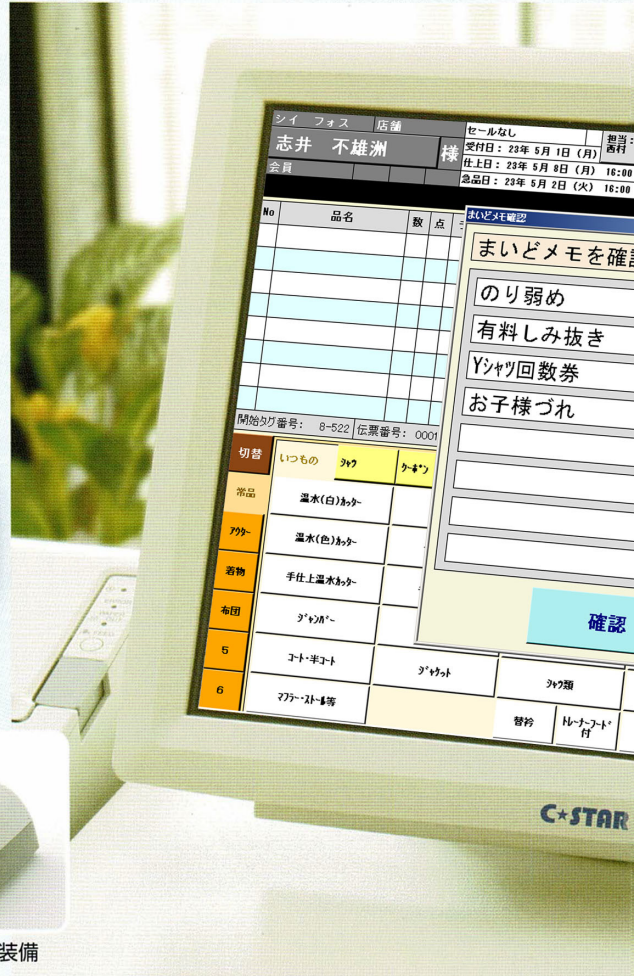 シイ フォス 店舗
志井 不雄洲 様
会員
セールなし
担当:
西村
受付日: 23年 5月 1日 (月)
仕上日: 23年 5月 8日 (月) 16:00
急品日: 23年 5月 2日 (火) 16:00
No 品名 数 点
まいどメモ確認
まいどメモを確認
のり弱め
有料しみ抜き
Yシャツ回数券
お子様づれ
確認
開始タグ番号: 8-522 伝票番号: 0001
切替 いつもの シャツ クーポン
常品 温水(白)カッター
アウター 温水(色)カッター
着物 手仕上温水カッター
布団 ジャンパー
5 コート・半コート ジャケット シャツ類
6 マフラー・ストール等 替衿 トレーナーフード付
C★STAR
装備